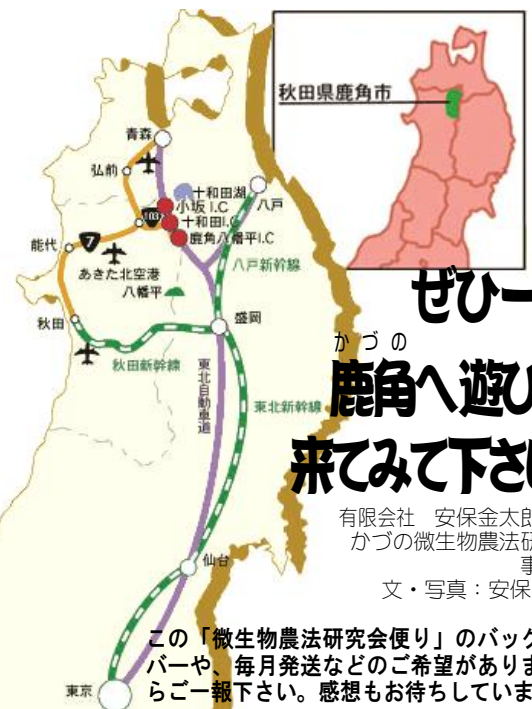 秋田県鹿角市
青森
弘前
十和田湖
小坂 I.C
八戸
103
十和田I.C
鹿角八幡平I.C
能代
7
あきた北空港
八戸新幹線
八幡平
秋田
盛岡
秋田新幹線
東北自動車道
東北新幹線
仙台
東京
ぜひ一
かづの
鹿角へ遊び
来てみて下さい
有限会社 安保金太郎
かづの微生物農法研
事
文・写真：安保
この「微生物農法研究会便り」のバック
バーや、毎月発送などのご希望がありま
らご一報下さい。感想もお待ちしていま